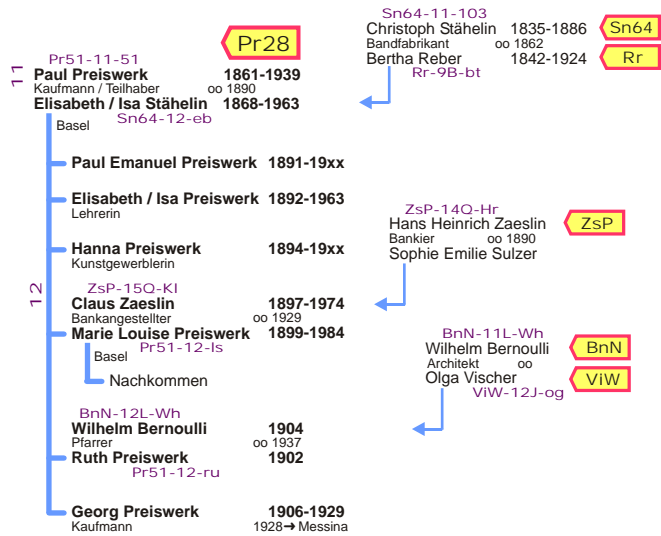 Sn64-11-103
Christoph Stähelin 1835-1886 Sn64
Bandfabrikant oo 1862
Bertha Reber 1842-1924 Rr
Rr-9B-bt
Pr28
Pr51-11-51
11
Paul Preiswerk 1861-1939
Kaufmann / Teilhaber oo 1890
Elisabeth / Isa Stähelin 1868-1963
Sn64-12-eb
Basel
Paul Emanuel Preiswerk 1891-19xx
Elisabeth / Isa Preiswerk 1892-1963
Lehrerin
ZsP-14Q-Hr
Hans Heinrich Zaeslin ZsP
Bankier oo 1890
Sophie Emilie Sulzer
Hanna Preiswerk 1894-19xx
Kunstgewerblerin
12
ZsP-15Q-Kl
Claus Zaeslin 1897-1974
Bankangestellter oo 1929
Marie Louise Preiswerk 1899-1984
Pr51-12-ls
Basel
Nachkommen
BnN-11L-Wh
Wilhelm Bernoulli BnN
Architekt oo
Olga Vischer ViW
ViW-12J-og
BnN-12L-Wh
Wilhelm Bernoulli 1904
Pfarrer oo 1937
Ruth Preiswerk 1902
Pr51-12-ru
Georg Preiswerk 1906-1929
Kaufmann 1928→ Messina